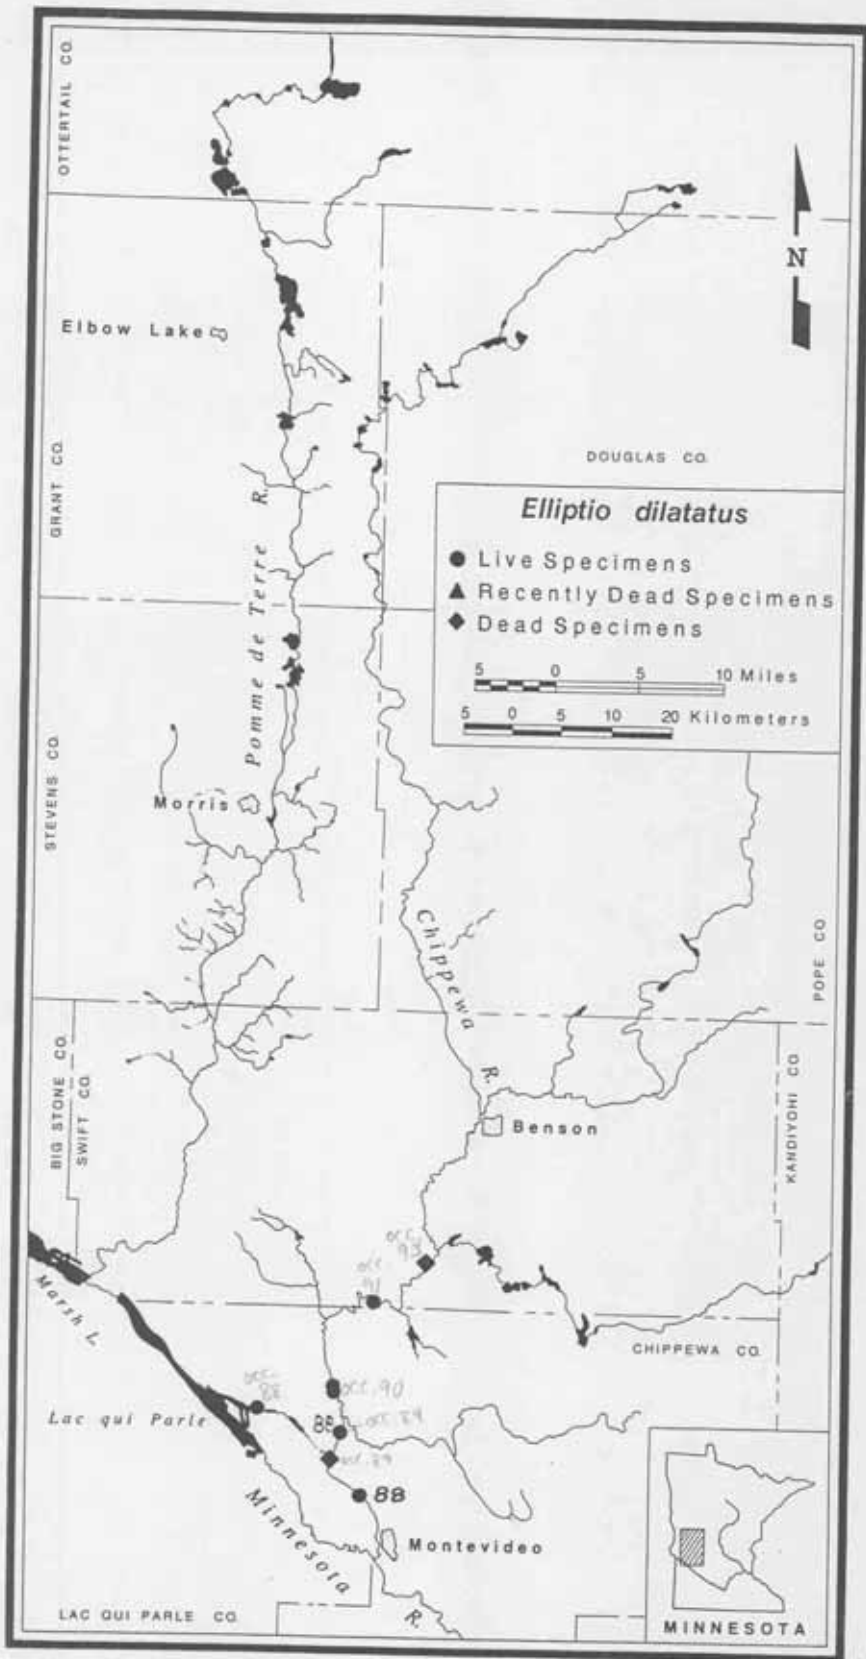 OTTERTAIL CO.
N
Elbow Lake
DOUGLAS CO.
GRANT CO.
Elliptio dilatatus
Live Specimens
Recently Dead Specimens
Dead Specimens
5 0 5 10 Miles
5 0 5 10 20 Kilometers
Pomme de Terre R.
STEVENS CO.
Morris
Chippewa R.
POPE CO.
BIG STONE CO.
SWIFT CO.
Benson
KANDIYOHI CO.
occ. 93
occ. 91
Marsh L.
CHIPPEWA CO.
occ. 88
occ. 90
Lac qui Parle
88
occ. 89
occ. 89
88
Minnesota R.
Montevideo
LAC QUI PARLE CO.
MINNESOTA